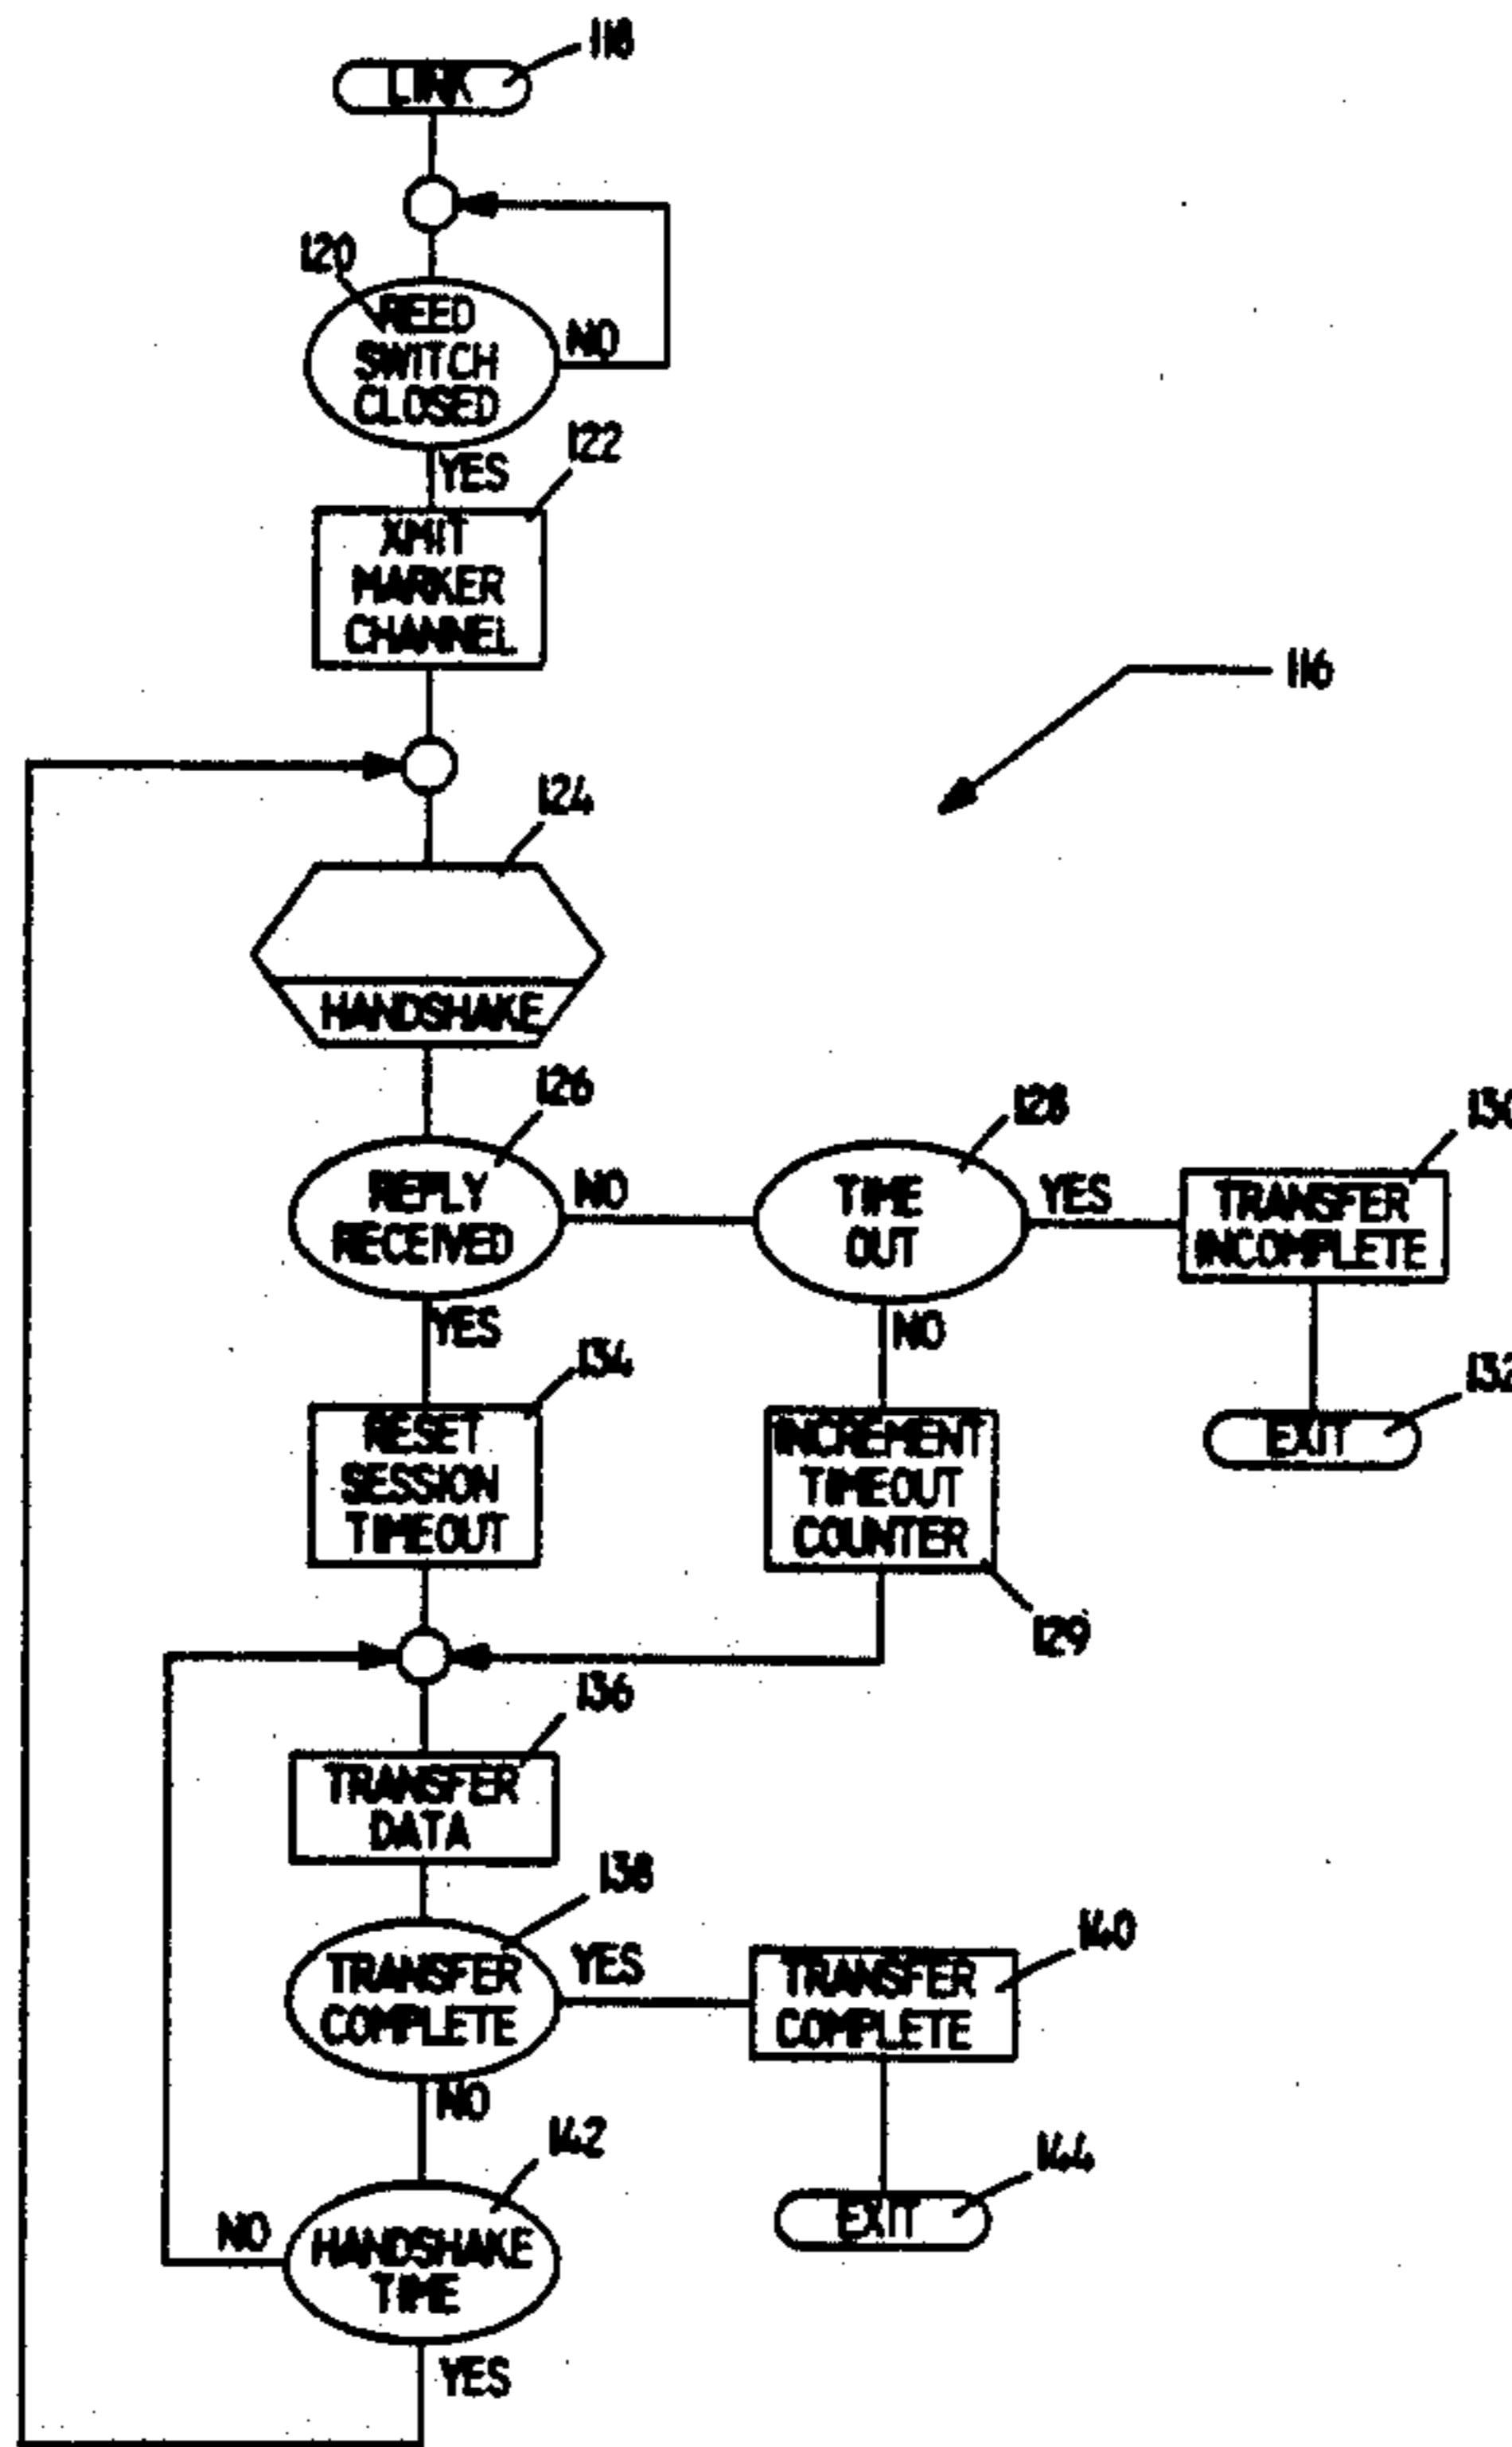 118
LINK
120
REED
SWITCH
CLOSED
NO
YES
122
XMIT
MARKER
CHANNEL
116
124
HANDSHAKE
126
REPLY
RECEIVED
NO
128
TIME
OUT
YES
130
TRANSFER
INCOMPLETE
YES
134
NO
132
RESET
SESSION
TIMEOUT
INCREMENT
TIMEOUT
COUNTER
EXIT
129
136
TRANSFER
DATA
138
TRANSFER
COMPLETE
YES
140
TRANSFER
COMPLETE
NO
142
144
EXIT
NO
HANDSHAKE
TIME
YES